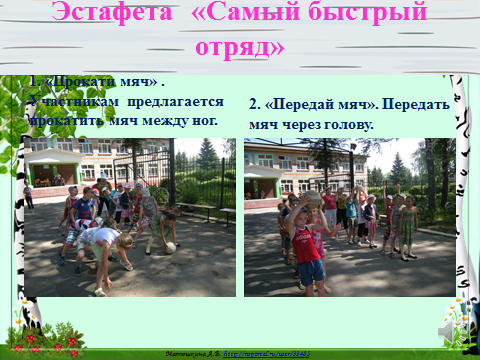 Эстафета «Самый быстрый
отряд»
1. «Прокати мяч» .
Участникам предлагается
прокатить мяч между ног.
2. «Передай мяч». Передать
мяч через голову.
Матюшкина А.В.